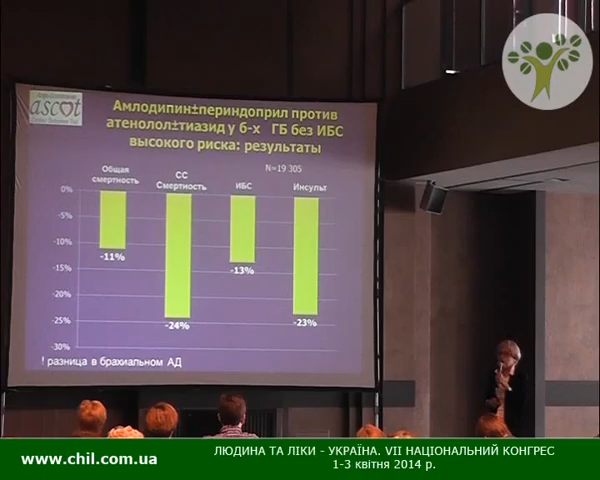 ascot
Амлодипин±периндоприл против
атенолол±тиазид у б-х ГБ без ИБС
высокого риска: результаты
N=19 305
Общая
смертность
СС
Смертность
ИБС
Инсульт
0%
-5%
-10%
-15%
-20%
-25%
-30%
-11%
-24%
-13%
-23%
! разница в брахиальном АД
www.chil.com.ua
ЛЮДИНА ТА ЛІКИ - УКРАЇНА. VII НАЦІОНАЛЬНИЙ КОНГРЕС
1-3 квітня 2014 р.